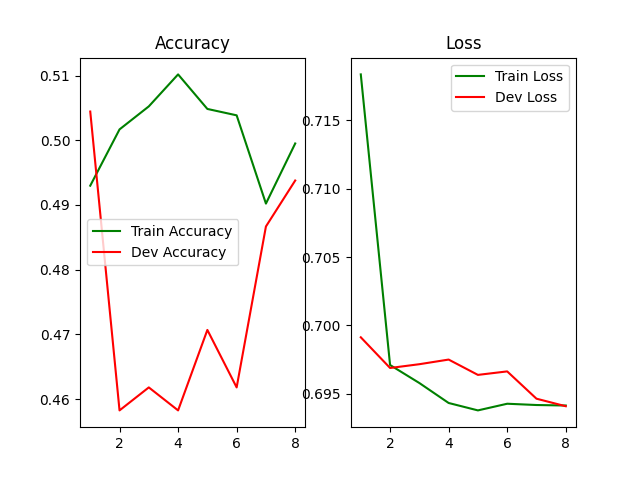 Accuracy
0.51
0.50
0.49
0.48
0.47
0.46
Train Accuracy
Dev Accuracy
2 4 6 8
Loss
0.715
0.710
0.705
0.700
0.695
Train Loss
Dev Loss
2 4 6 8